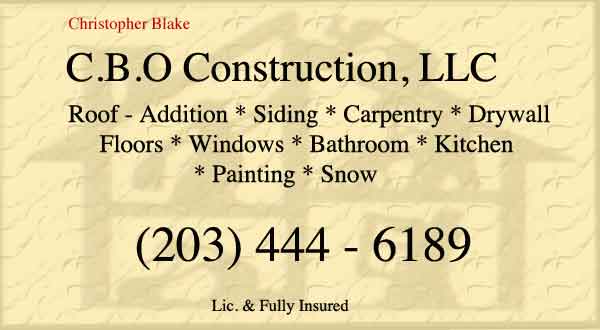 Christopher Blake
C.B.O Construction, LLC
Roof - Addition * Siding * Carpentry * Drywall
Floors * Windows * Bathroom * Kitchen
* Painting * Snow
(203) 444 - 6189
Lic. & Fully Insured